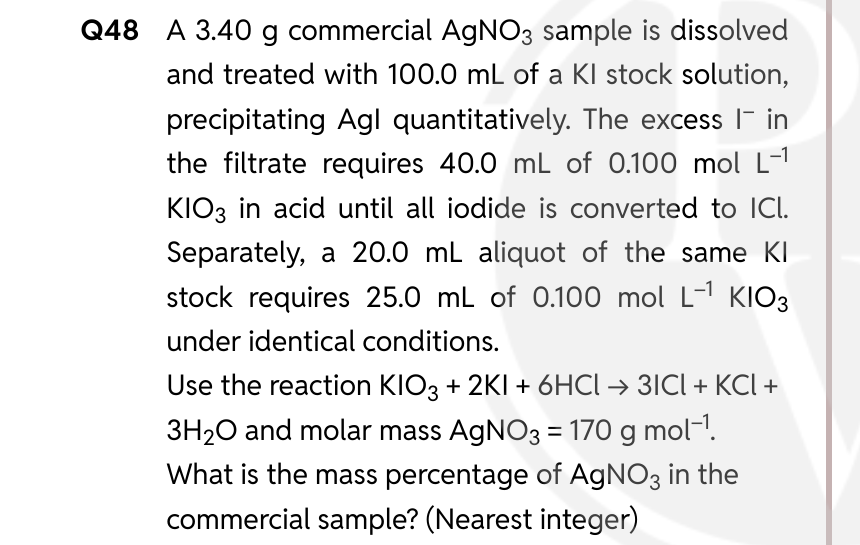 Q48 A 3.40 g commercial AgNO₃ sample is dissolved
and treated with 100.0 mL of a KI stock solution,
precipitating AgI quantitatively. The excess I⁻ in
the filtrate requires 40.0 mL of 0.100 mol L⁻¹
KIO₃ in acid until all iodide is converted to ICl.
Separately, a 20.0 mL aliquot of the same KI
stock requires 25.0 mL of 0.100 mol L⁻¹ KIO₃
under identical conditions.
Use the reaction KIO₃ + 2KI + 6HCl → 3ICl + KCl +
3H₂O and molar mass AgNO₃ = 170 g mol⁻¹.
What is the mass percentage of AgNO₃ in the
commercial sample? (Nearest integer)